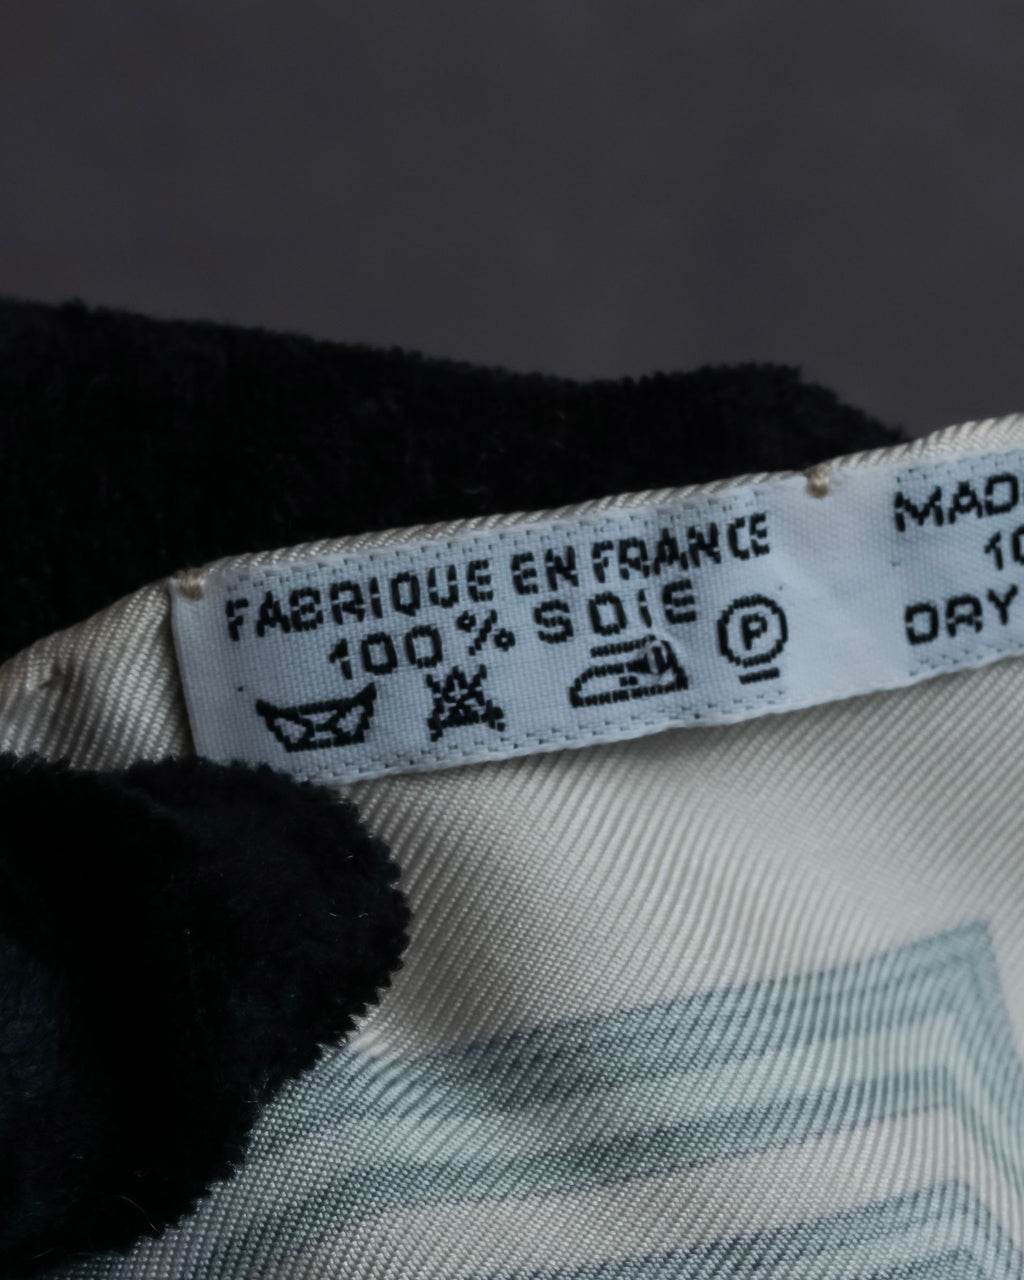 FABRIQUE EN FRANCE
100% SOIE
P
MAD
10
DRY